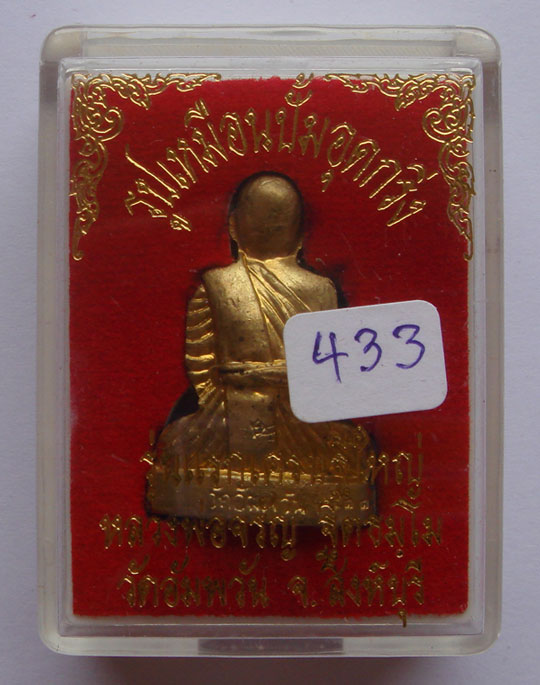 รูปเหมือนปั๊มอุดกริ่ง
433
หลวงพ่อจรัญ ฐิตธมฺโม
วัดอัมพวัน จ. สิงห์บุรี